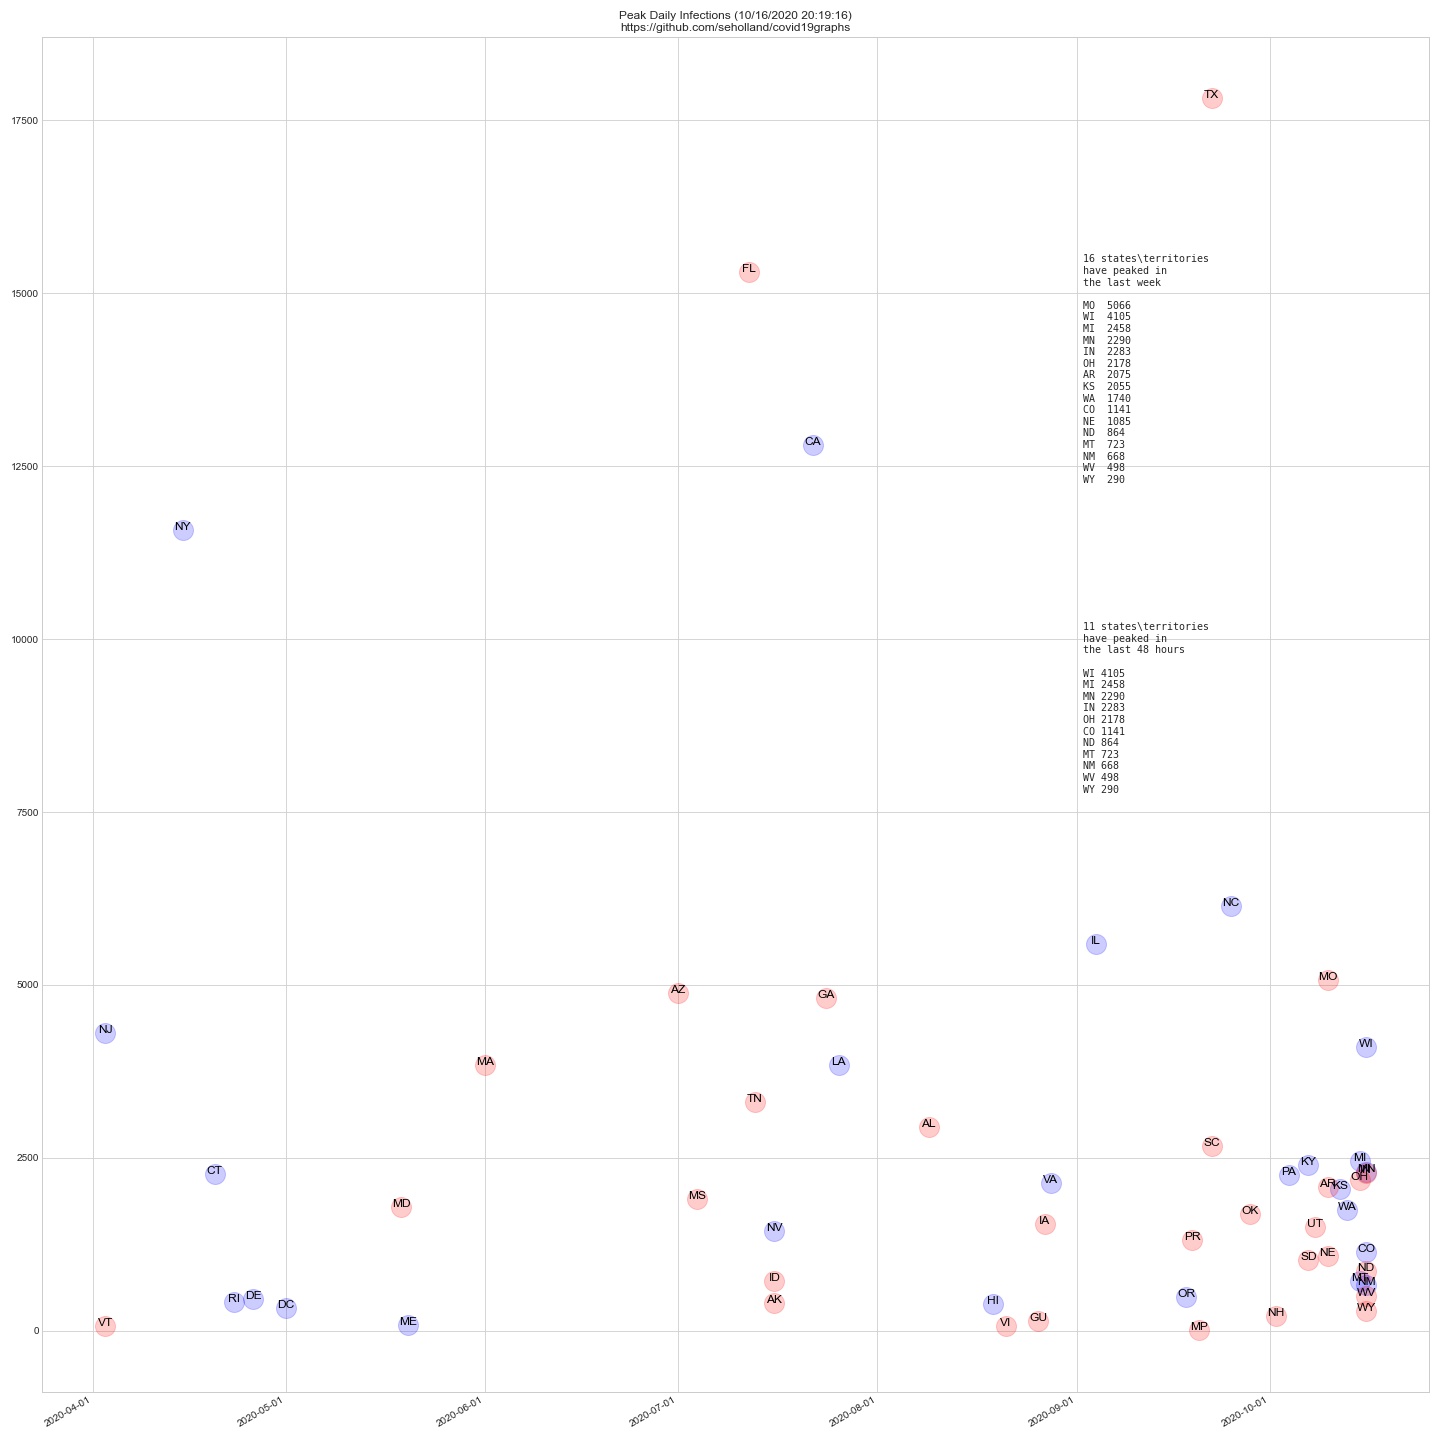 Peak Daily Infections (10/16/2020 20:19:16)
https://github.com/seholland/covid19graphs
TX
17500
16 states\territories
have peaked in
the last week
FL
15000
MO 5066
WI 4105
MI 2458
MN 2290
IN 2283
OH 2178
AR 2075
KS 2055
WA 1740
CO 1141
NE 1085
ND 864
MT 723
NM 668
WV 498
WY 290
CA
12500
NY
11 states\territories
have peaked in
the last 48 hours
10000
WI 4105
MI 2458
MN 2290
IN 2283
OH 2178
CO 1141
ND 864
MT 723
NM 668
WV 498
WY 290
7500
NC
IL
MO
5000
AZ
GA
NJ
WI
MA
LA
TN
AL
SC
2500
MI
KY
CT
PA
MN
OH
VA
AR
KS
MS
MD
WA
OK
IA
UT
NV
PR
CO
NE
SD
ND
ID
MT
NM
WV
OR
RI
DE
AK
HI
DC
WY
NH
GU
VT
ME
VI
MP
0
2020-04-01
2020-05-01
2020-06-01
2020-07-01
2020-08-01
2020-09-01
2020-10-01